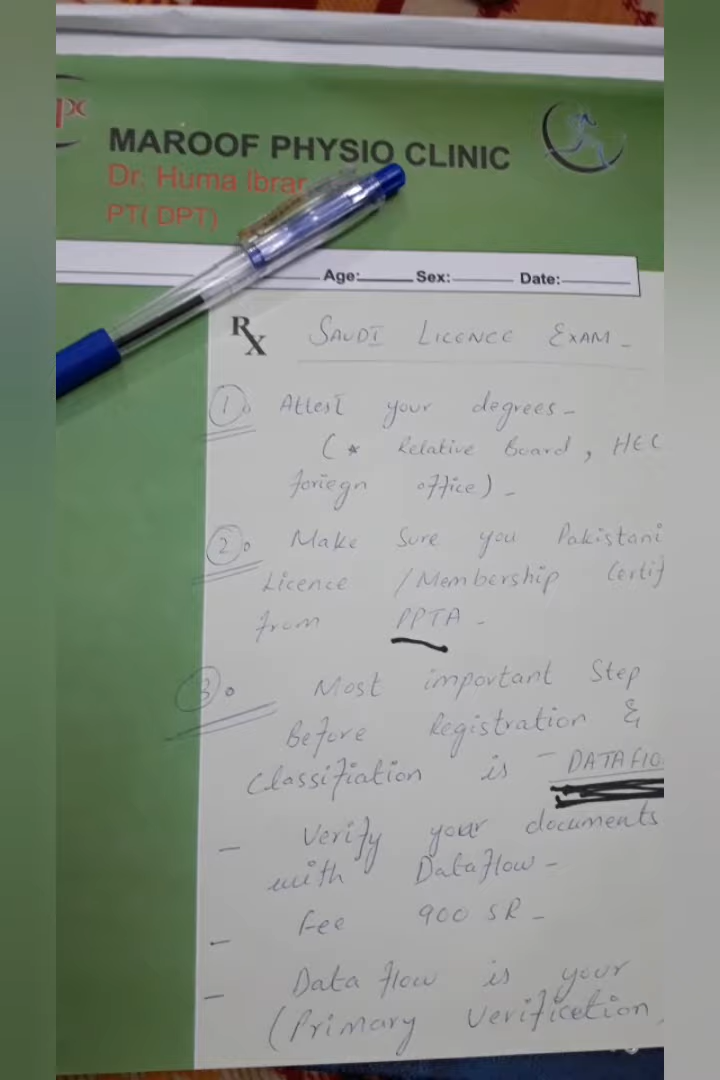 MAROOF PHYSIO CLINIC
Dr. Huma Ibrar
PT( DPT)
Age: Sex: Date:
Rx SAUDI LICENCE EXAM -
1. Attest your degrees -
(* Relative Board, HEC
foriegn office) -
2. Make Sure you Pakistani
Licence /Membership Certif
from PPTA -
3. Most important Step
Before Registration &
Classifiation is - DATAFLO
- Verify your documents
with Dataflow -
- Fee 900 SR -
- Data flow is your
(Primary Verificetion